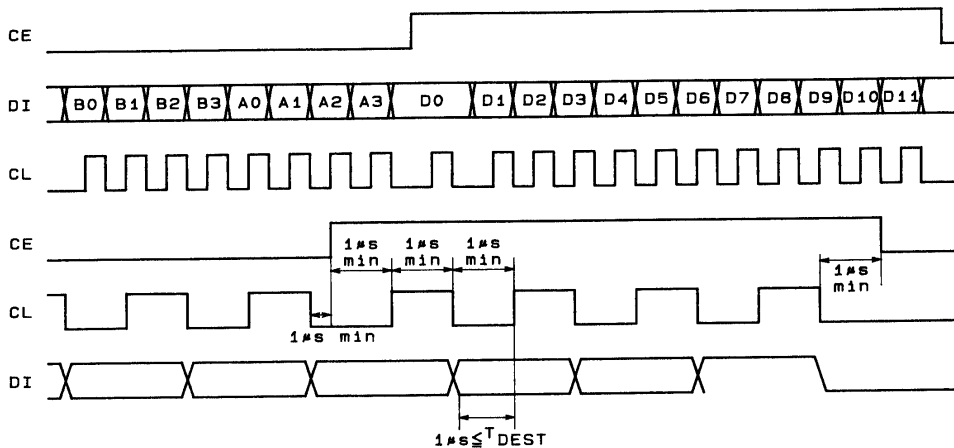 CE
DI B0 B1 B2 B3 A0 A1 A2 A3 D0 D1 D2 D3 D4 D5 D6 D7 D8 D9 D10 D11
CL
CE
1μs min 1μs min 1μs min
1μs min
CL
1μs min
DI
1μs≦TDEST